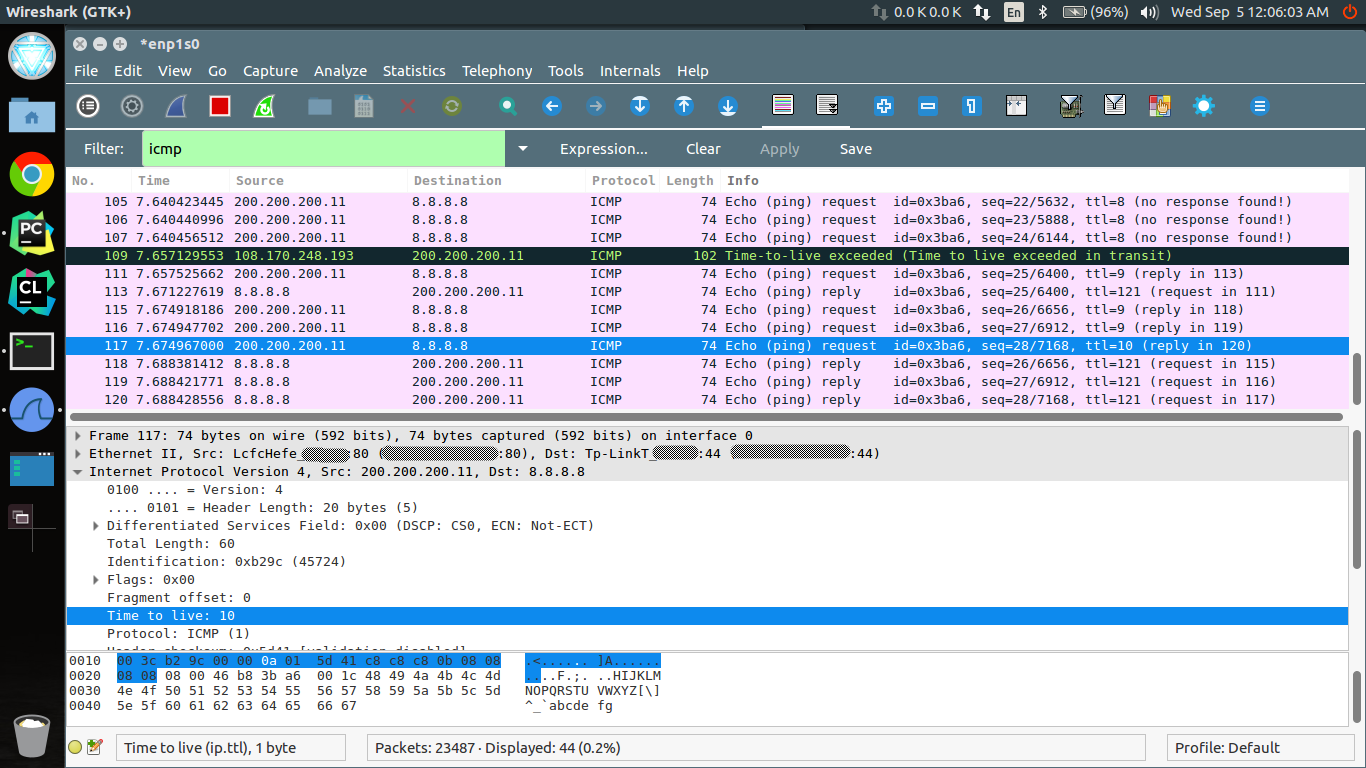 Wireshark (GTK+) 0.0 K 0.0 K En (96%) Wed Sep 5 12:06:03 AM
*enp1s0
File Edit View Go Capture Analyze Statistics Telephony Tools Internals Help
Filter: icmp Expression... Clear Apply Save
No. Time Source Destination Protocol Length Info
105 7.640423445 200.200.200.11 8.8.8.8 ICMP 74 Echo (ping) request id=0x3ba6, seq=22/5632, ttl=8 (no response found!)
106 7.640440996 200.200.200.11 8.8.8.8 ICMP 74 Echo (ping) request id=0x3ba6, seq=23/5888, ttl=8 (no response found!)
107 7.640456512 200.200.200.11 8.8.8.8 ICMP 74 Echo (ping) request id=0x3ba6, seq=24/6144, ttl=8 (no response found!)
109 7.657129553 108.170.248.193 200.200.200.11 ICMP 102 Time-to-live exceeded (Time to live exceeded in transit)
111 7.657525662 200.200.200.11 8.8.8.8 ICMP 74 Echo (ping) request id=0x3ba6, seq=25/6400, ttl=9 (reply in 113)
113 7.671227619 8.8.8.8 200.200.200.11 ICMP 74 Echo (ping) reply id=0x3ba6, seq=25/6400, ttl=121 (request in 111)
115 7.674918186 200.200.200.11 8.8.8.8 ICMP 74 Echo (ping) request id=0x3ba6, seq=26/6656, ttl=9 (reply in 118)
116 7.674947702 200.200.200.11 8.8.8.8 ICMP 74 Echo (ping) request id=0x3ba6, seq=27/6912, ttl=9 (reply in 119)
117 7.674967000 200.200.200.11 8.8.8.8 ICMP 74 Echo (ping) request id=0x3ba6, seq=28/7168, ttl=10 (reply in 120)
118 7.688381412 8.8.8.8 200.200.200.11 ICMP 74 Echo (ping) reply id=0x3ba6, seq=26/6656, ttl=121 (request in 115)
119 7.688421771 8.8.8.8 200.200.200.11 ICMP 74 Echo (ping) reply id=0x3ba6, seq=27/6912, ttl=121 (request in 116)
120 7.688428556 8.8.8.8 200.200.200.11 ICMP 74 Echo (ping) reply id=0x3ba6, seq=28/7168, ttl=121 (request in 117)
Frame 117: 74 bytes on wire (592 bits), 74 bytes captured (592 bits) on interface 0
Ethernet II, Src: LcfcHefe_ :80 ( :80), Dst: Tp-LinkT_ :44 :44)
Internet Protocol Version 4, Src: 200.200.200.11, Dst: 8.8.8.8
0100 .... = Version: 4
.... 0101 = Header Length: 20 bytes (5)
Differentiated Services Field: 0x00 (DSCP: CS0, ECN: Not-ECT)
Total Length: 60
Identification: 0xb29c (45724)
Flags: 0x00
Fragment offset: 0
Time to live: 10
Protocol: ICMP (1)
Header checksum: 0x5d41 [validation disabled]
0010 00 3c b2 9c 00 00 0a 01 5d 41 c8 c8 c8 0b 08 08 .<...... ]A......
0020 08 08 08 00 46 b8 3b a6 00 1c 48 49 4a 4b 4c 4d ....F.;. ..HIJKLM
0030 4e 4f 50 51 52 53 54 55 56 57 58 59 5a 5b 5c 5d NOPQRSTU VWXYZ[\]
0040 5e 5f 60 61 62 63 64 65 66 67 ^_`abcde fg
Time to live (ip.ttl), 1 byte Packets: 23487 · Displayed: 44 (0.2%) Profile: Default
PC
CL
>_